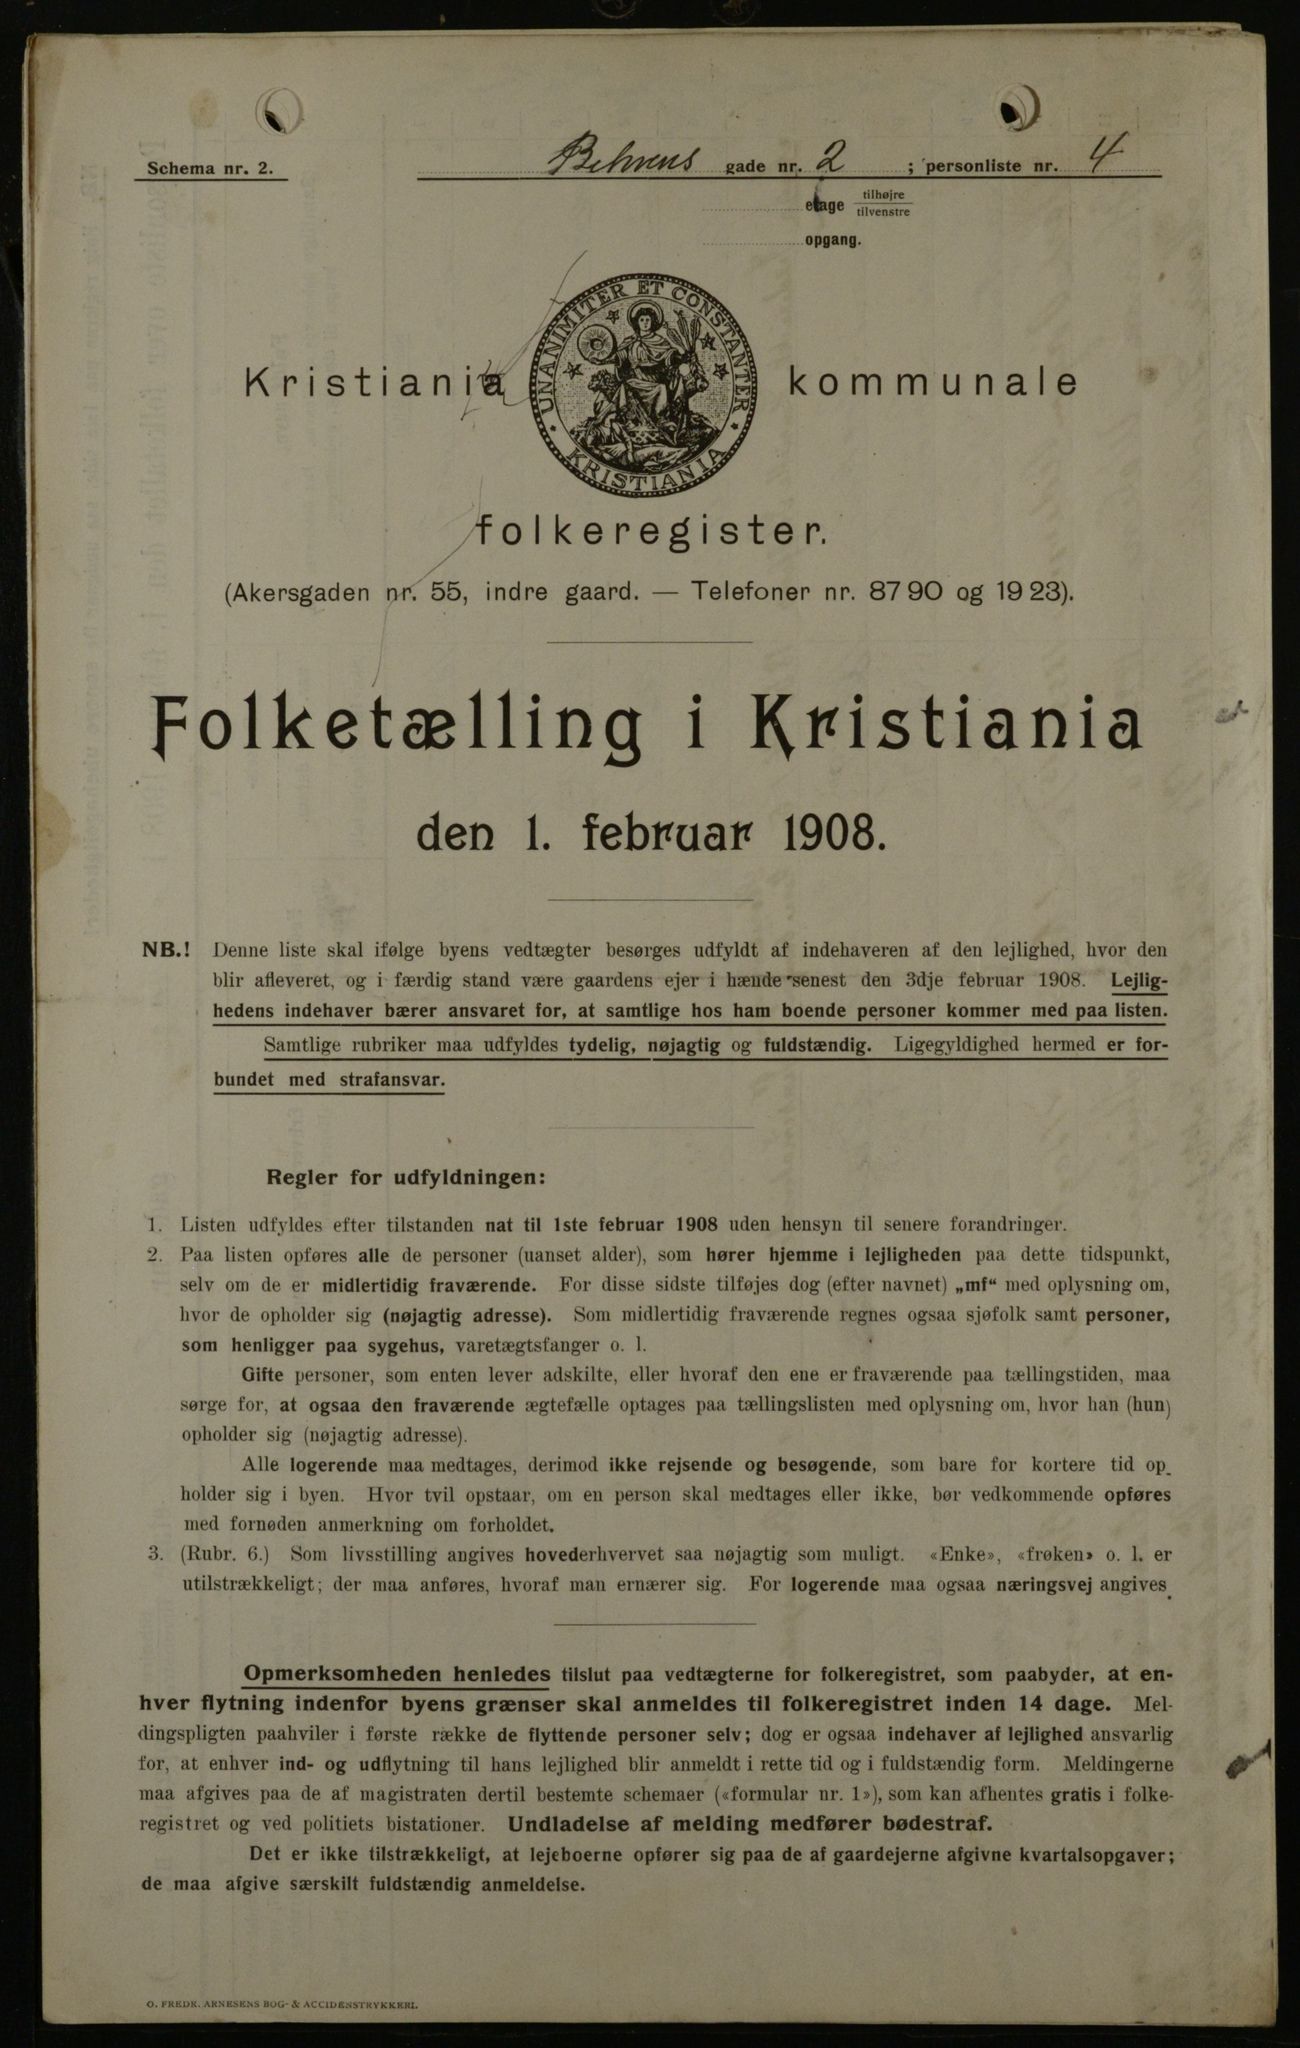 Schema nr. 2.
Behrens gade nr. 2 ; personliste nr. 4
etage tilhøjre
tilvenstre
opgang.
UNANIMITER ET CONSTANTER
KRISTIANIA
Kristiania kommunale
folkeregister.
(Akersgaden nr. 55, indre gaard. — Telefoner nr. 87 90 og 19 23).
Folketælling i Kristiania
den 1. februar 1908.
NB.! Denne liste skal ifølge byens vedtægter besørges udfyldt af indehaveren af den lejlighed, hvor den
blir afleveret, og i færdig stand være gaardens ejer i hænde senest den 3dje februar 1908. Lejlig-
hedens indehaver bærer ansvaret for, at samtlige hos ham boende personer kommer med paa listen.
Samtlige rubriker maa udfyldes tydelig, nøjagtig og fuldstændig. Ligegyldighed hermed er for-
bundet med strafansvar.
Regler for udfyldningen:
1. Listen udfyldes efter tilstanden nat til 1ste februar 1908 uden hensyn til senere forandringer.
2. Paa listen opføres alle de personer (uanset alder), som hører hjemme i lejligheden paa dette tidspunkt,
selv om de er midlertidig fraværende. For disse sidste tilføjes dog (efter navnet) „mf“ med oplysning om,
hvor de opholder sig (nøjagtig adresse). Som midlertidig fraværende regnes ogsaa sjøfolk samt personer,
som henligger paa sygehus, varetægtsfanger o. l.
Gifte personer, som enten lever adskilte, eller hvoraf den ene er fraværende paa tællingstiden, maa
sørge for, at ogsaa den fraværende ægtefælle optages paa tællingslisten med oplysning om, hvor han (hun)
opholder sig (nøjagtig adresse).
Alle logerende maa medtages, derimod ikke rejsende og besøgende, som bare for kortere tid op-
holder sig i byen. Hvor tvil opstaar, om en person skal medtages eller ikke, bør vedkommende opføres
med fornøden anmerkning om forholdet.
3. (Rubr. 6.) Som livsstilling angives hovederhvervet saa nøjagtig som muligt. «Enke», «frøken» o. l. er
utilstrækkeligt; der maa anføres, hvoraf man ernærer sig. For logerende maa ogsaa næringsvej angives.
Opmerksomheden henledes tilslut paa vedtægterne for folkeregistret, som paabyder, at en-
hver flytning indenfor byens grænser skal anmeldes til folkeregistret inden 14 dage. Mel-
dingspligten paahviler i første række de flyttende personer selv; dog er ogsaa indehaver af lejlighed ansvarlig
for, at enhver ind- og udflytning til hans lejlighed blir anmeldt i rette tid og i fuldstændig form. Meldingerne
maa afgives paa de af magistraten dertil bestemte schemaer («formular nr. 1»), som kan afhentes gratis i folke-
registret og ved politiets bistationer. Undladelse af melding medfører bødestraf.
Det er ikke tilstrækkeligt, at lejeboerne opfører sig paa de af gaardejerne afgivne kvartalsopgaver;
de maa afgive særskilt fuldstændig anmeldelse.
O. FREDR. ARNESENS BOG- & ACCIDENSTRYKKERI.